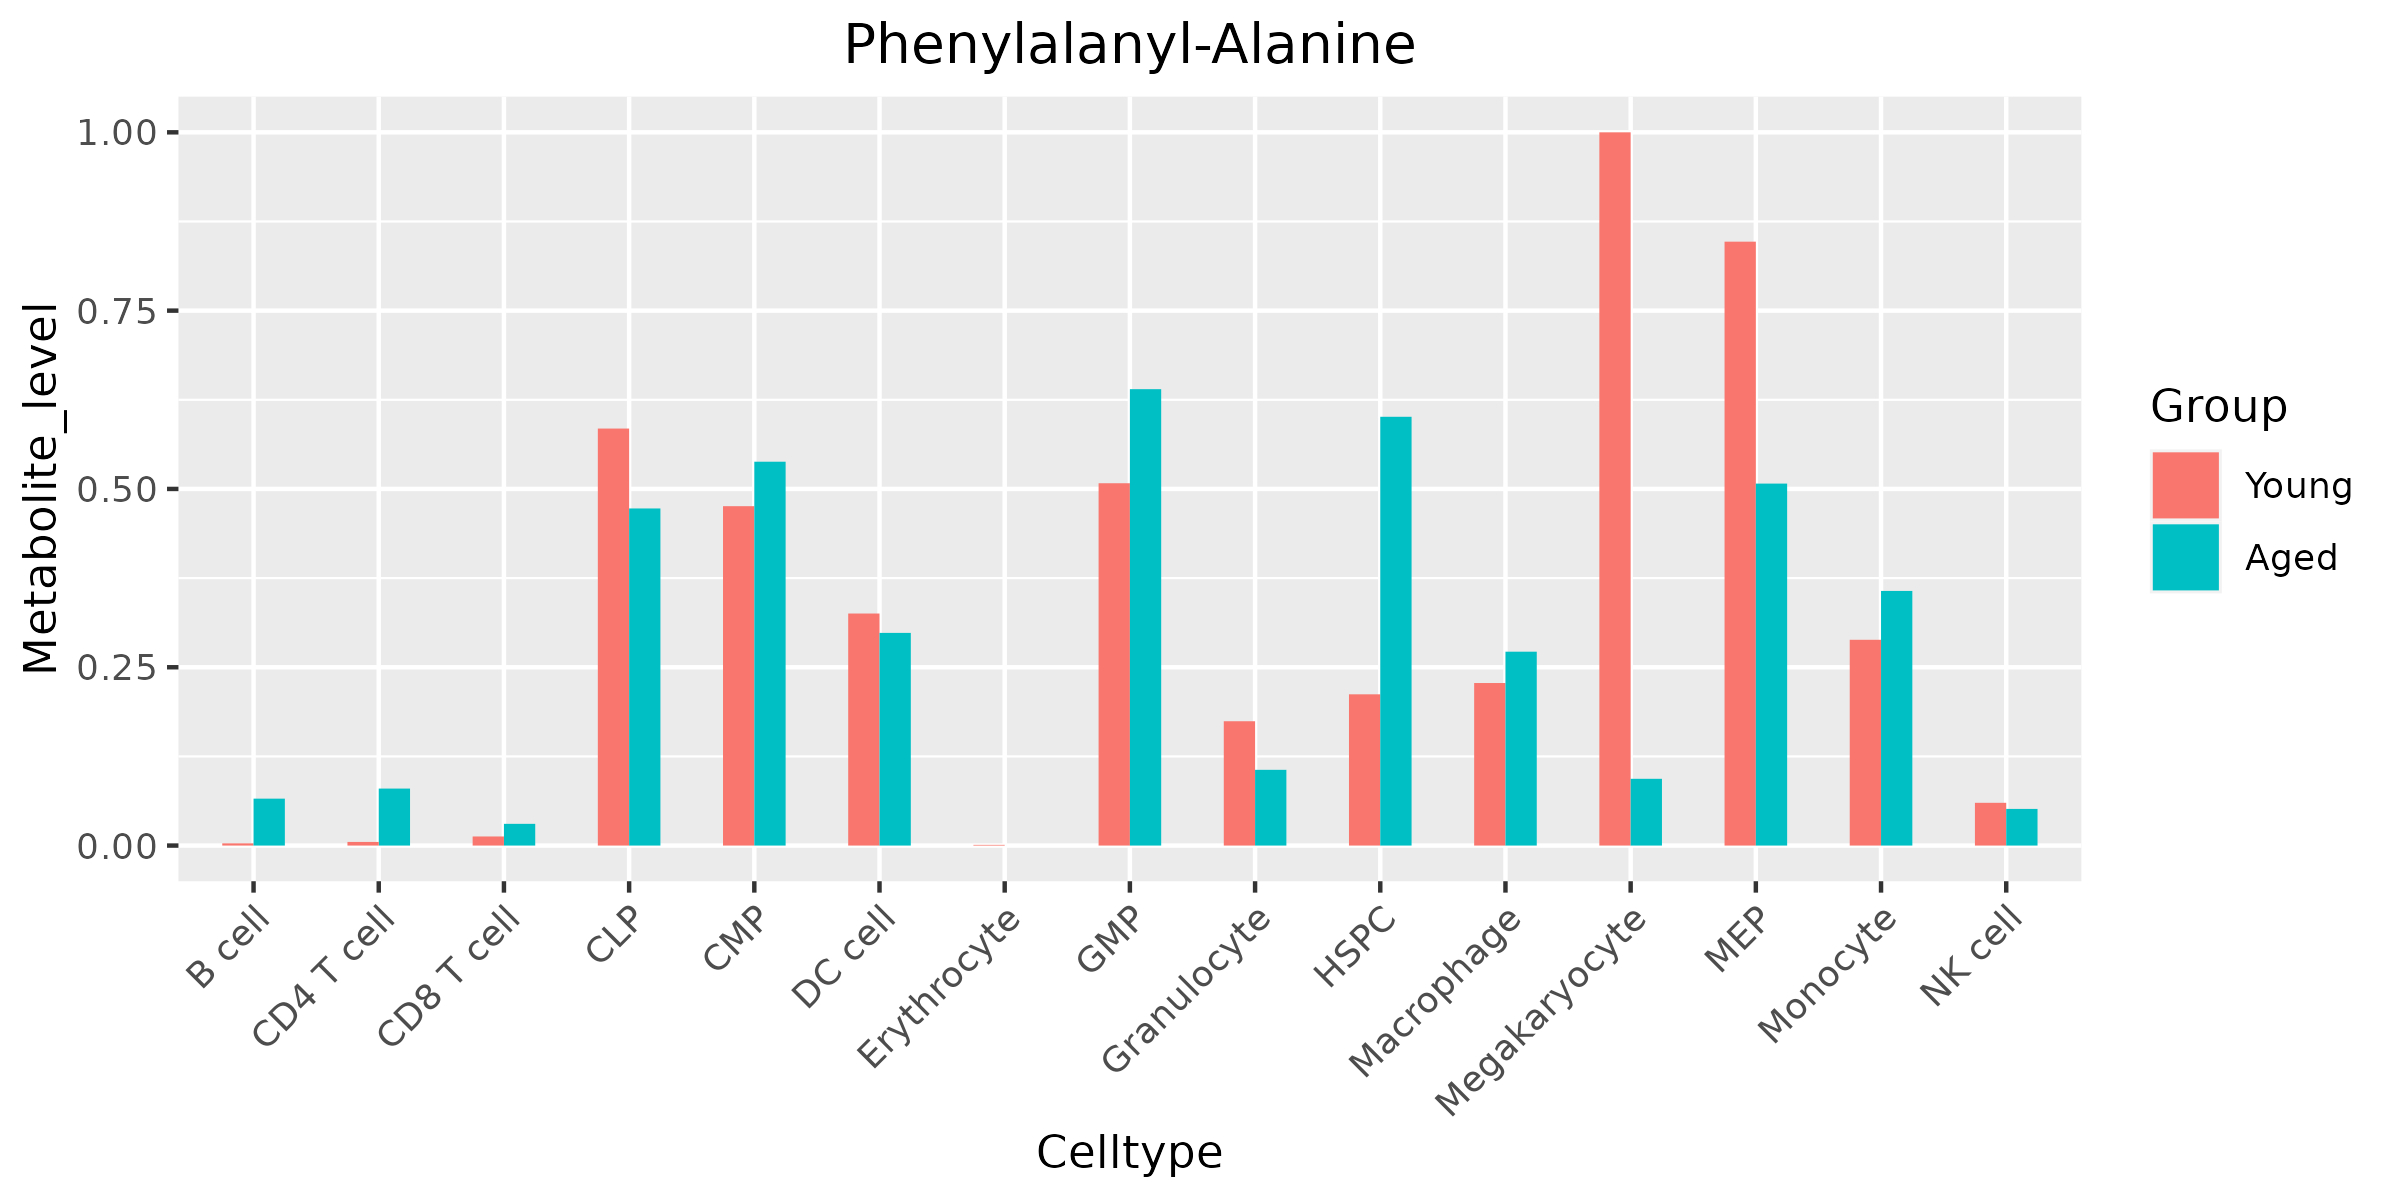 Phenylalanyl-Alanine
Metabolite_level
1.00
0.75
0.50
0.25
0.00
B cell
CD4 T cell
CD8 T cell
CLP
CMP
DC cell
Erythrocyte
GMP
Granulocyte
HSPC
Macrophage
Megakaryocyte
MEP
Monocyte
NK cell
Celltype
Group
Young
Aged